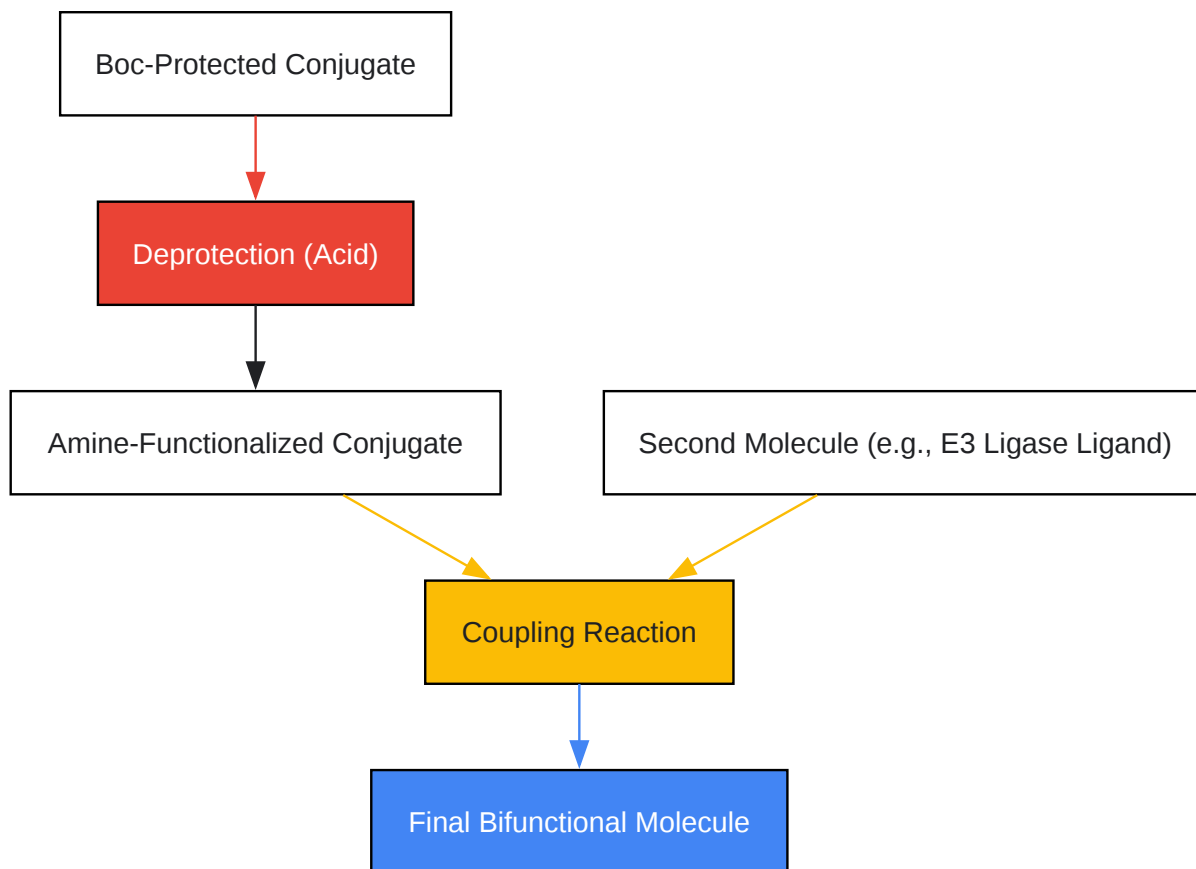 Boc-Protected Conjugate
Deprotection (Acid)
Amine-Functionalized Conjugate
Second Molecule (e.g., E3 Ligase Ligand)
Coupling Reaction
Final Bifunctional Molecule